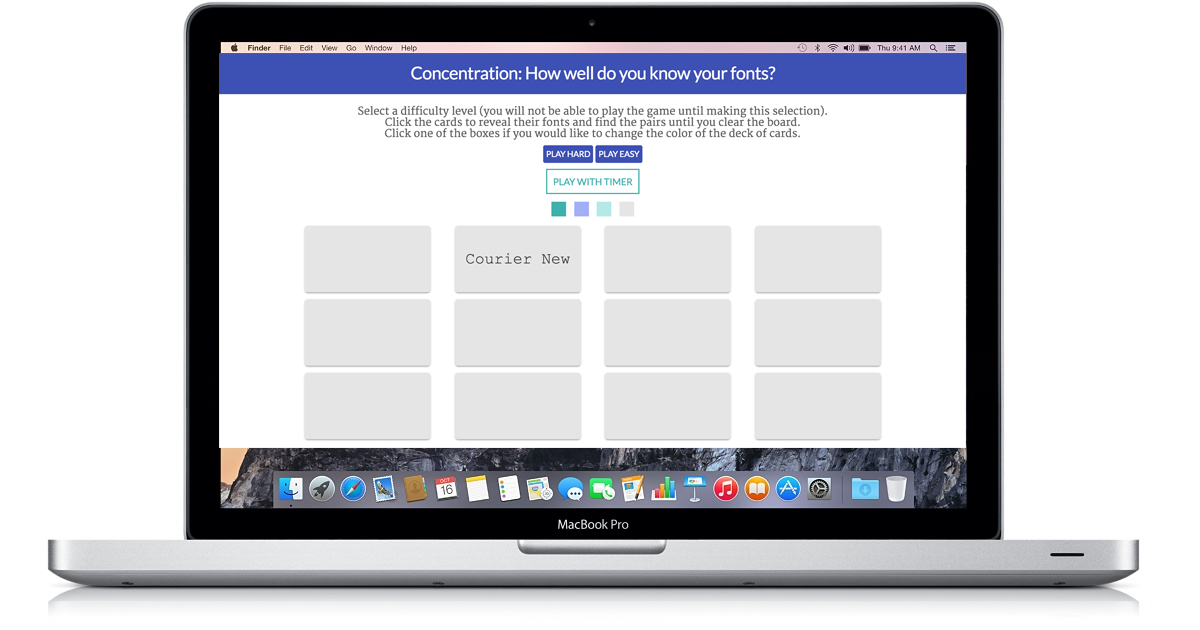 Finder File Edit View Go Window Help Thu 9:41 AM
Concentration: How well do you know your fonts?
Select a difficulty level (you will not be able to play the game until making this selection).
Click the cards to reveal their fonts and find the pairs until you clear the board.
Click one of the boxes if you would like to change the color of the deck of cards.
PLAY HARD PLAY EASY
PLAY WITH TIMER
Courier New
OCT
16
MacBook Pro